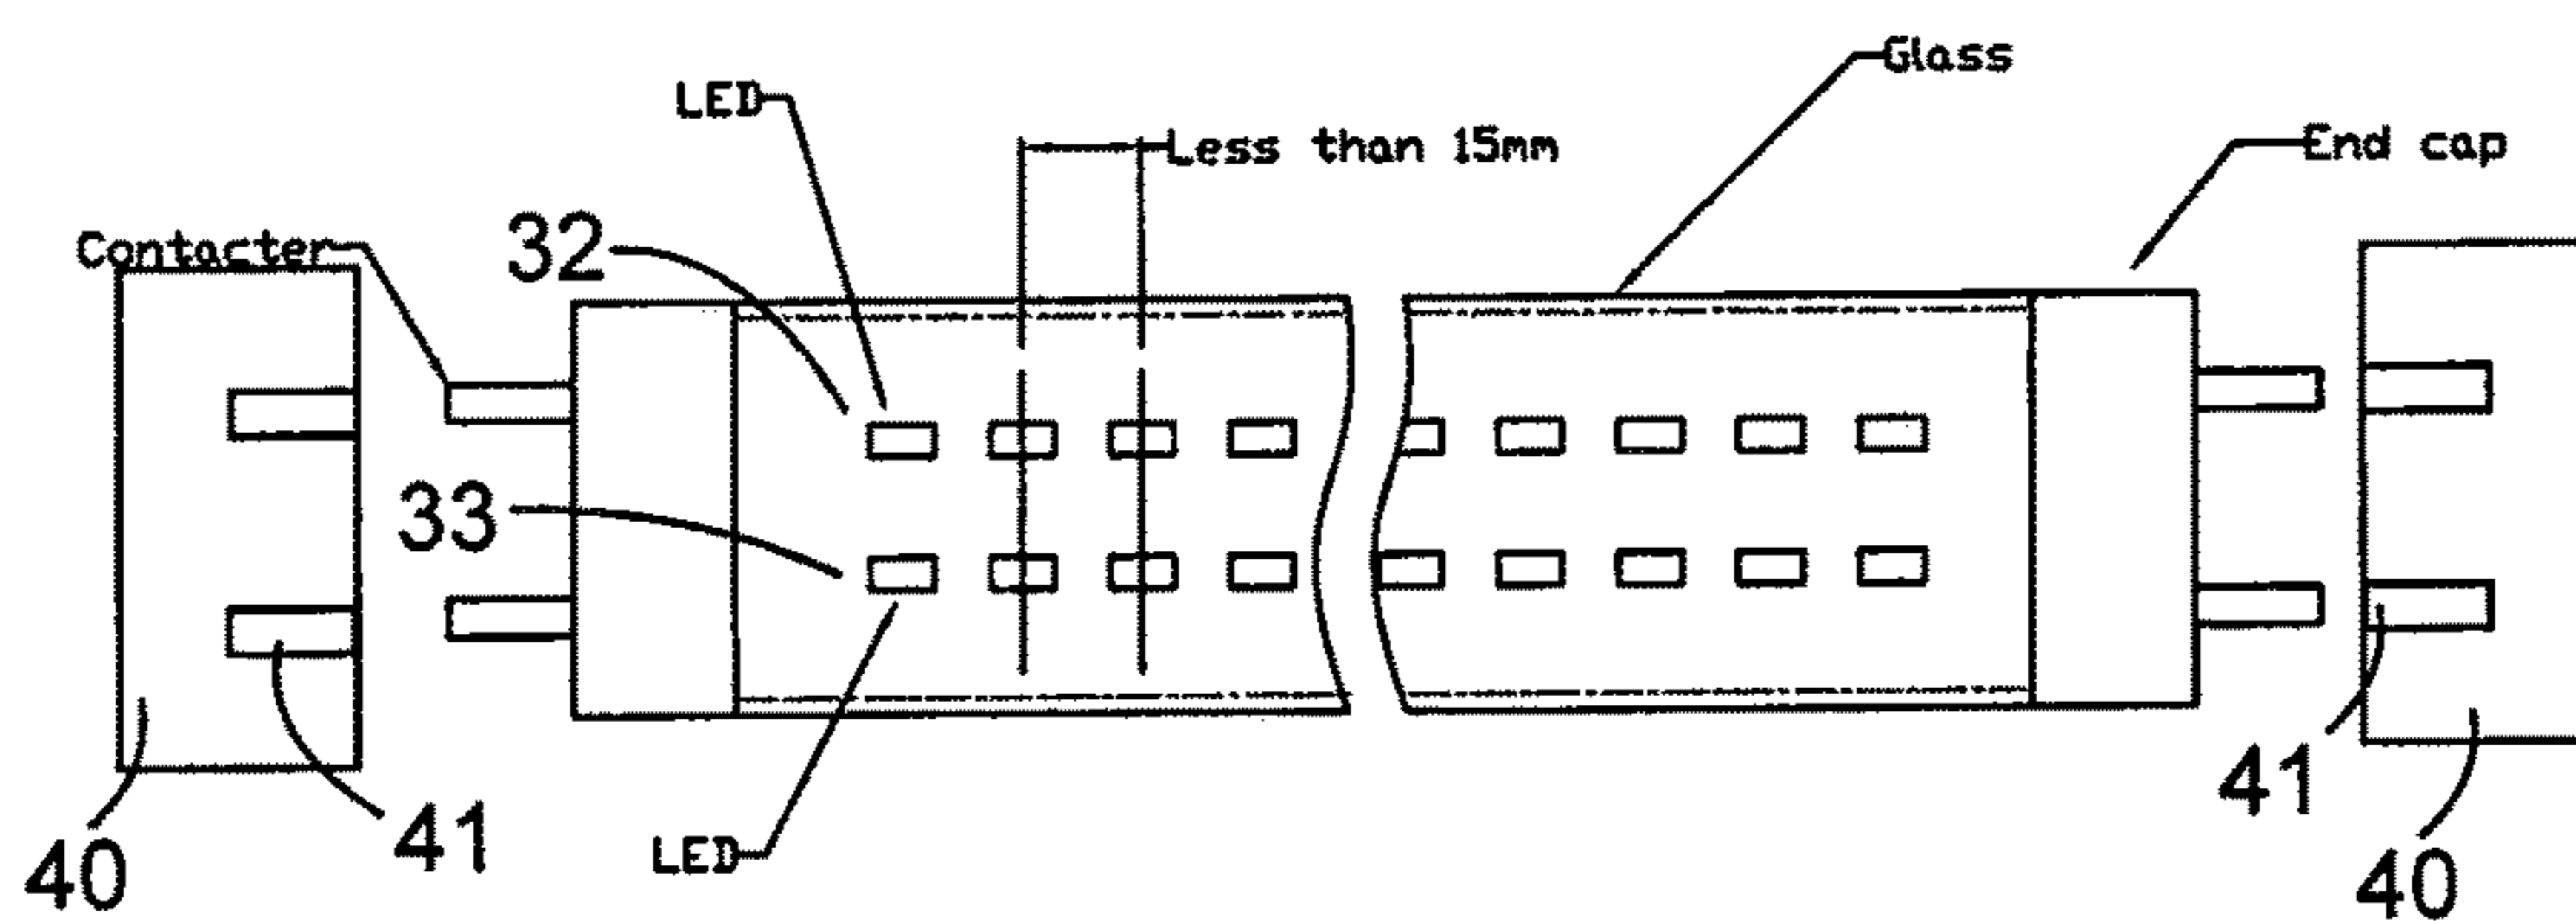 Glass
LED
Less than 15mm
End cap
Contacter
32
33
41
41
40
LED
40